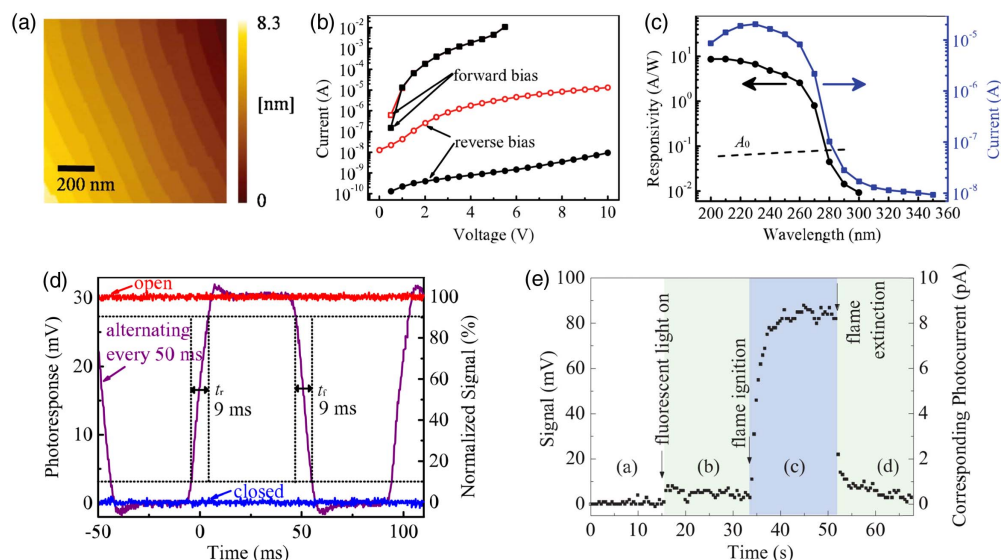 (a)
8.3
[nm]
0
200 nm
(b)
Current (A)
10⁻²
10⁻³
10⁻⁴
10⁻⁵
10⁻⁶
10⁻⁷
10⁻⁸
10⁻⁹
10⁻¹⁰
forward bias
reverse bias
0 2 4 6 8 10
Voltage (V)
(c)
Responsivity (A/W)
10¹
10⁰
10⁻¹
10⁻²
A₀
Current (A)
10⁻⁵
10⁻⁶
10⁻⁷
10⁻⁸
200 220 240 260 280 300 320 340 360
Wavelength (nm)
(d)
Photoresponse (mV)
30
25
20
15
10
5
0
open
alternating
every 50 ms
tr
9 ms
tf
9 ms
closed
Normalized Signal (%)
100
80
60
40
20
0
-50 0 50 100
Time (ms)
(e)
Signal (mV)
100
80
60
40
20
0
fluorescent light on
flame ignition
flame
extinction
(a)
(b)
(c)
(d)
Corresponding Photocurrent (pA)
10
8
6
4
2
0
0 10 20 30 40 50 60
Time (s)